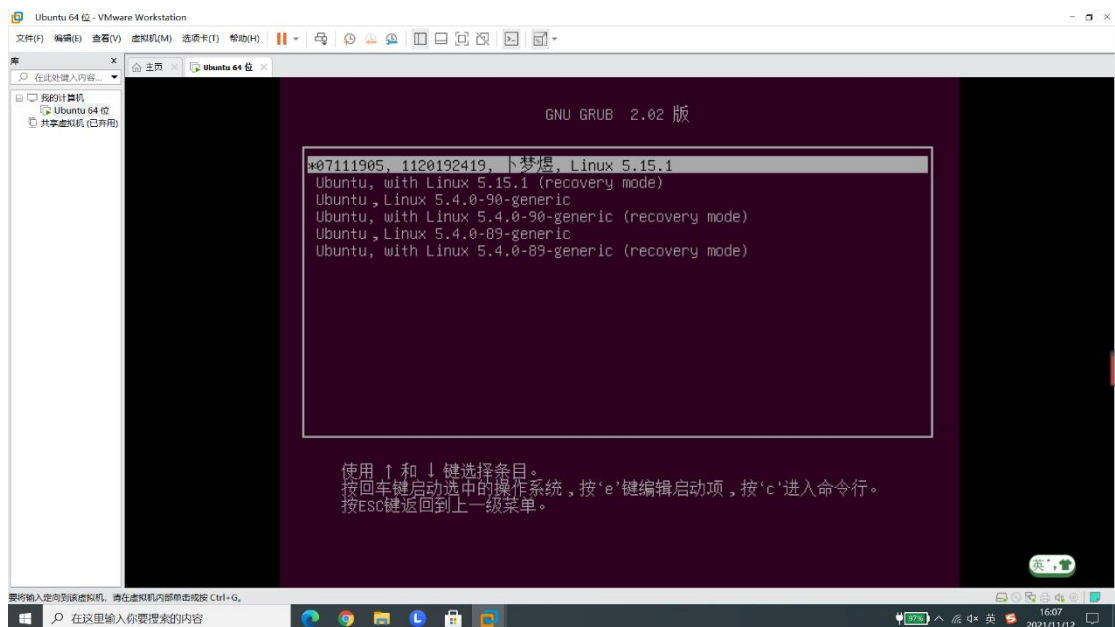 Ubuntu 64 位 - VMware Workstation
文件(F) 编辑(E) 查看(V) 虚拟机(M) 选项卡(T) 帮助(H)
库
在此处键入内容...
主页
Ubuntu 64 位
我的计算机
Ubuntu 64 位
共享虚拟机 (已弃用)
GNU GRUB 2.02 版
*07111905, 1120192419, 卜梦煜, Linux 5.15.1
Ubuntu, with Linux 5.15.1 (recovery mode)
Ubuntu，Linux 5.4.0-90-generic
Ubuntu, with Linux 5.4.0-90-generic (recovery mode)
Ubuntu，Linux 5.4.0-89-generic
Ubuntu, with Linux 5.4.0-89-generic (recovery mode)
使用 ↑ 和 ↓ 键选择条目。
按回车键启动选中的操作系统，按‘e’键编辑启动项，按‘c’进入命令行。
按ESC键返回到上一级菜单。
英
要将输入定向到该虚拟机，请在虚拟机内部单击或按 Ctrl+G。
在这里输入你要搜索的内容
97%
英
16:07
2021/11/12